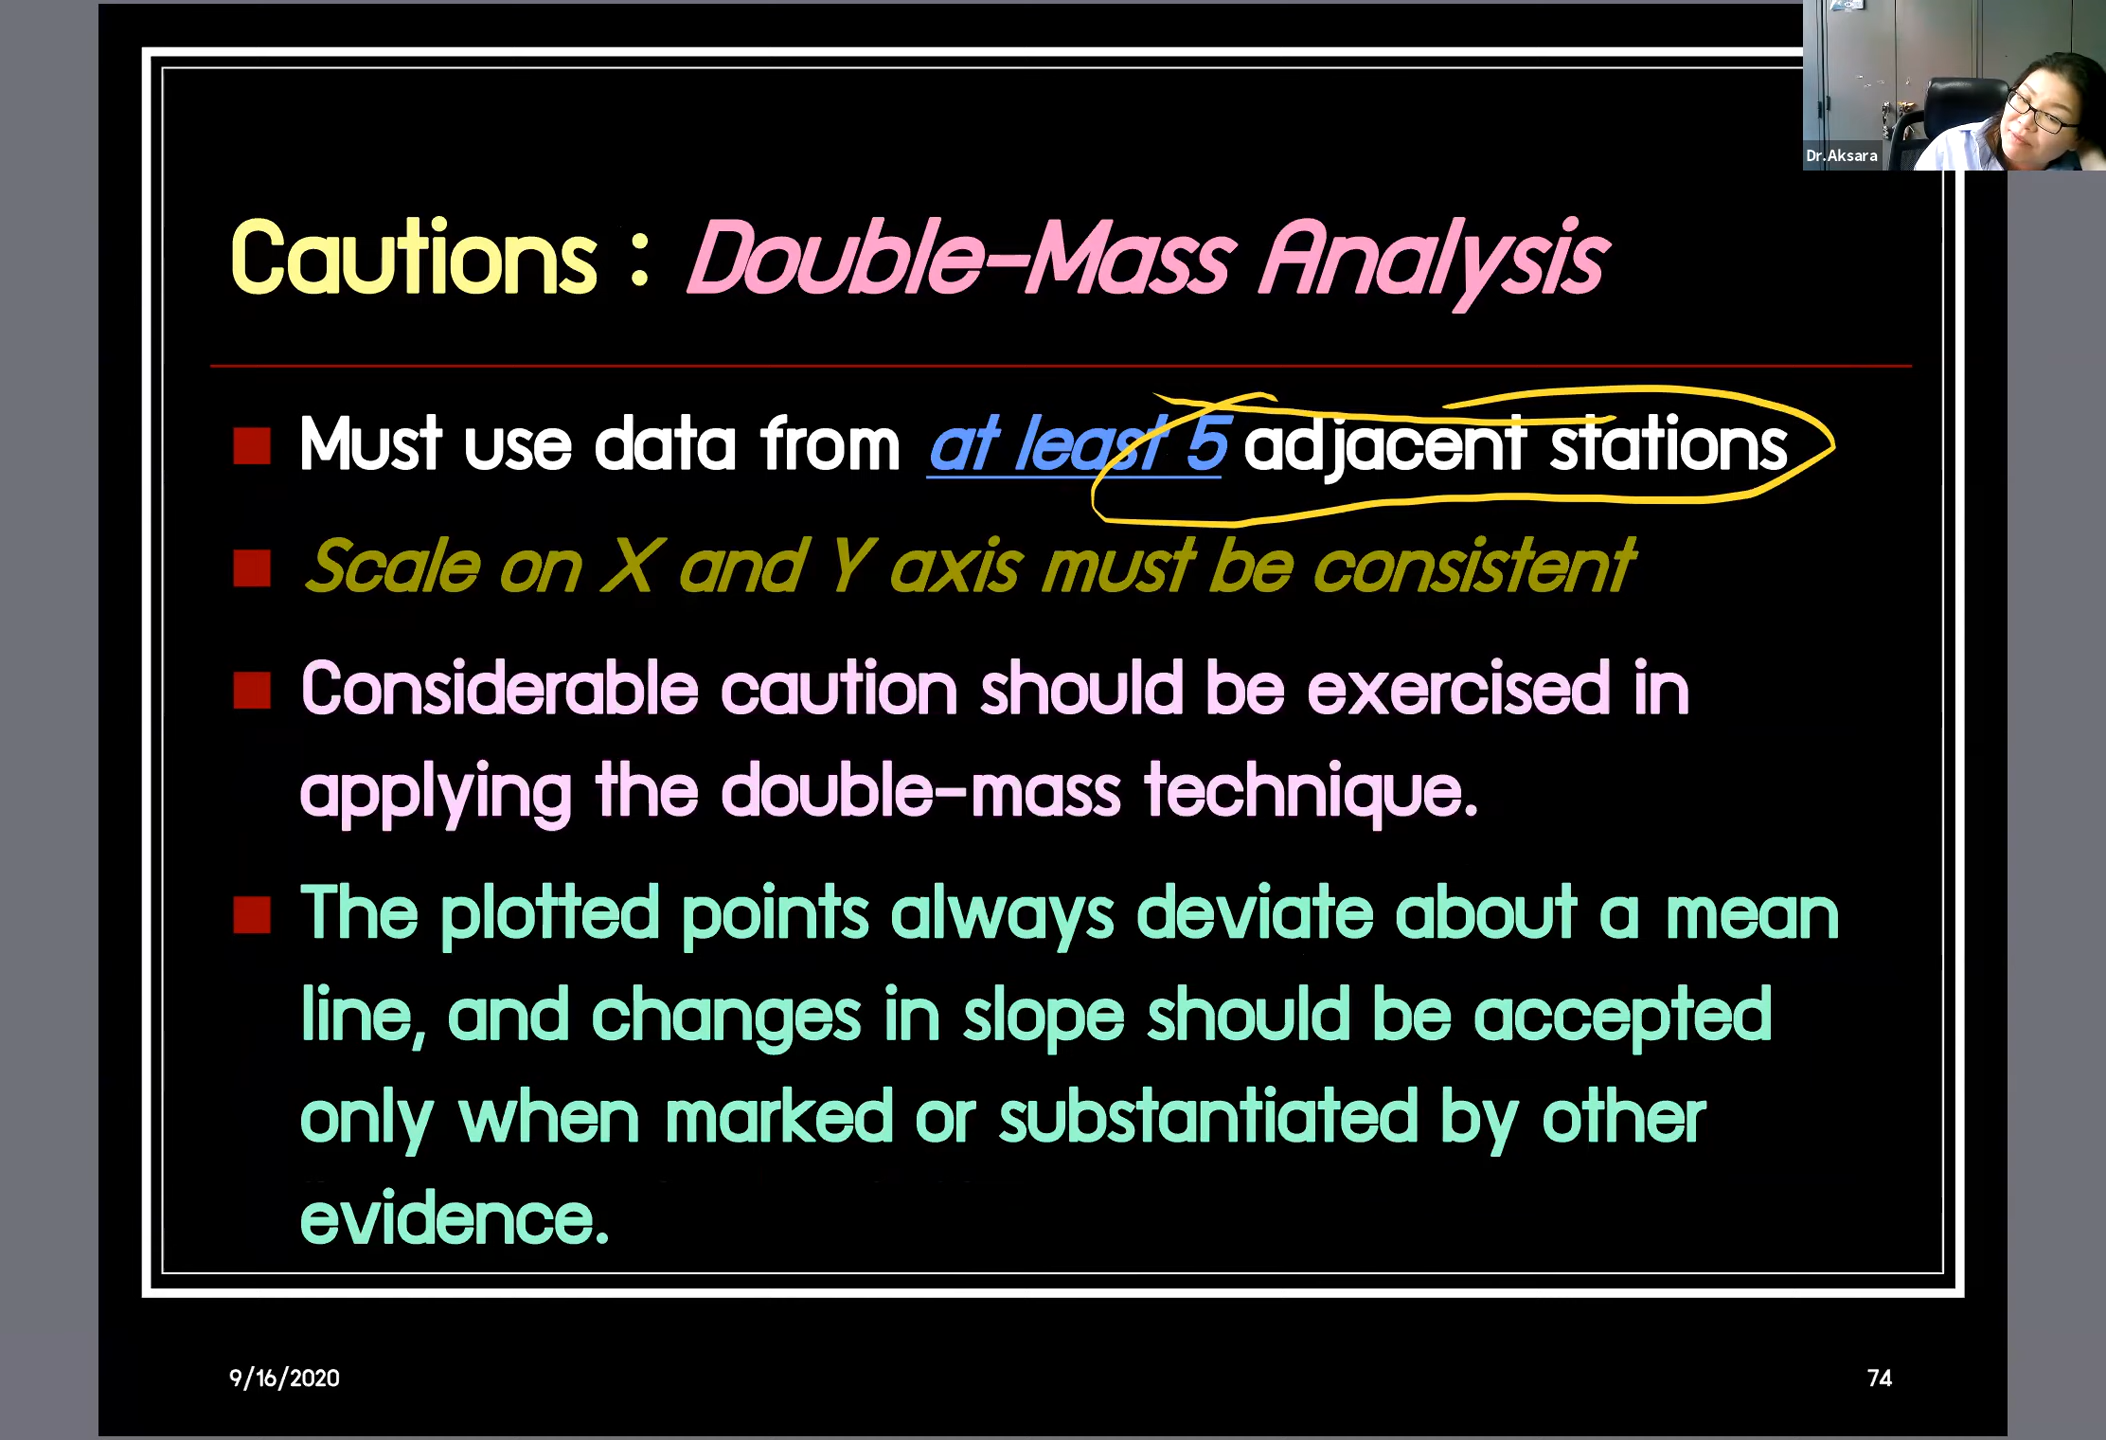 Dr.Aksara
Cautions : Double-Mass Analysis
Must use data from at least 5 adjacent stations
Scale on X and Y axis must be consistent
Considerable caution should be exercised in
applying the double-mass technique.
The plotted points always deviate about a mean
line, and changes in slope should be accepted
only when marked or substantiated by other
evidence.
9/16/2020
74